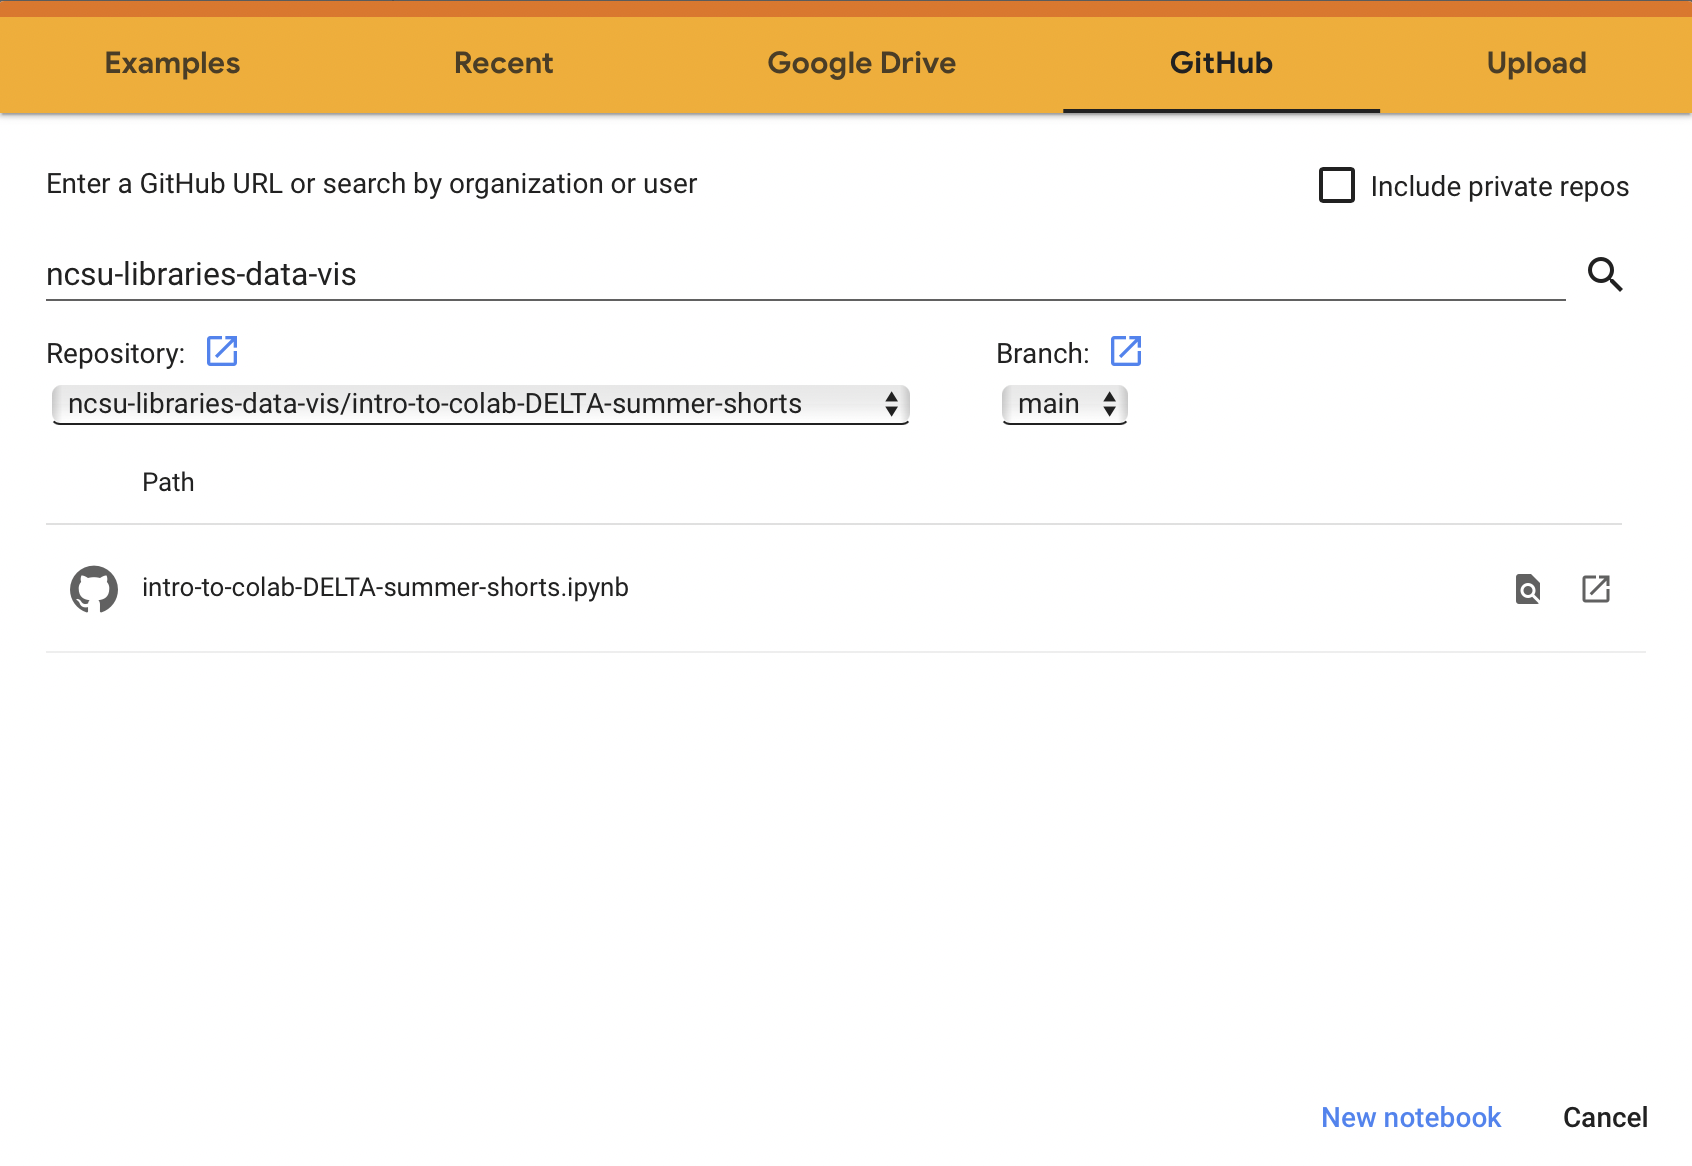 Examples Recent Google Drive GitHub Upload
Enter a GitHub URL or search by organization or user
Include private repos
ncsu-libraries-data-vis
Repository: Branch:
ncsu-libraries-data-vis/intro-to-colab-DELTA-summer-shorts main
Path
intro-to-colab-DELTA-summer-shorts.ipynb
New notebook Cancel